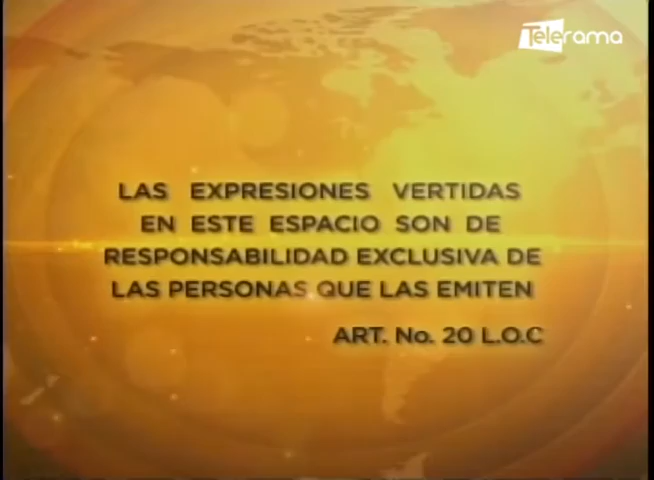 Telerama
LAS EXPRESIONES VERTIDAS
EN ESTE ESPACIO SON DE
RESPONSABILIDAD EXCLUSIVA DE
LAS PERSONAS QUE LAS EMITEN
ART. No. 20 L.O.C